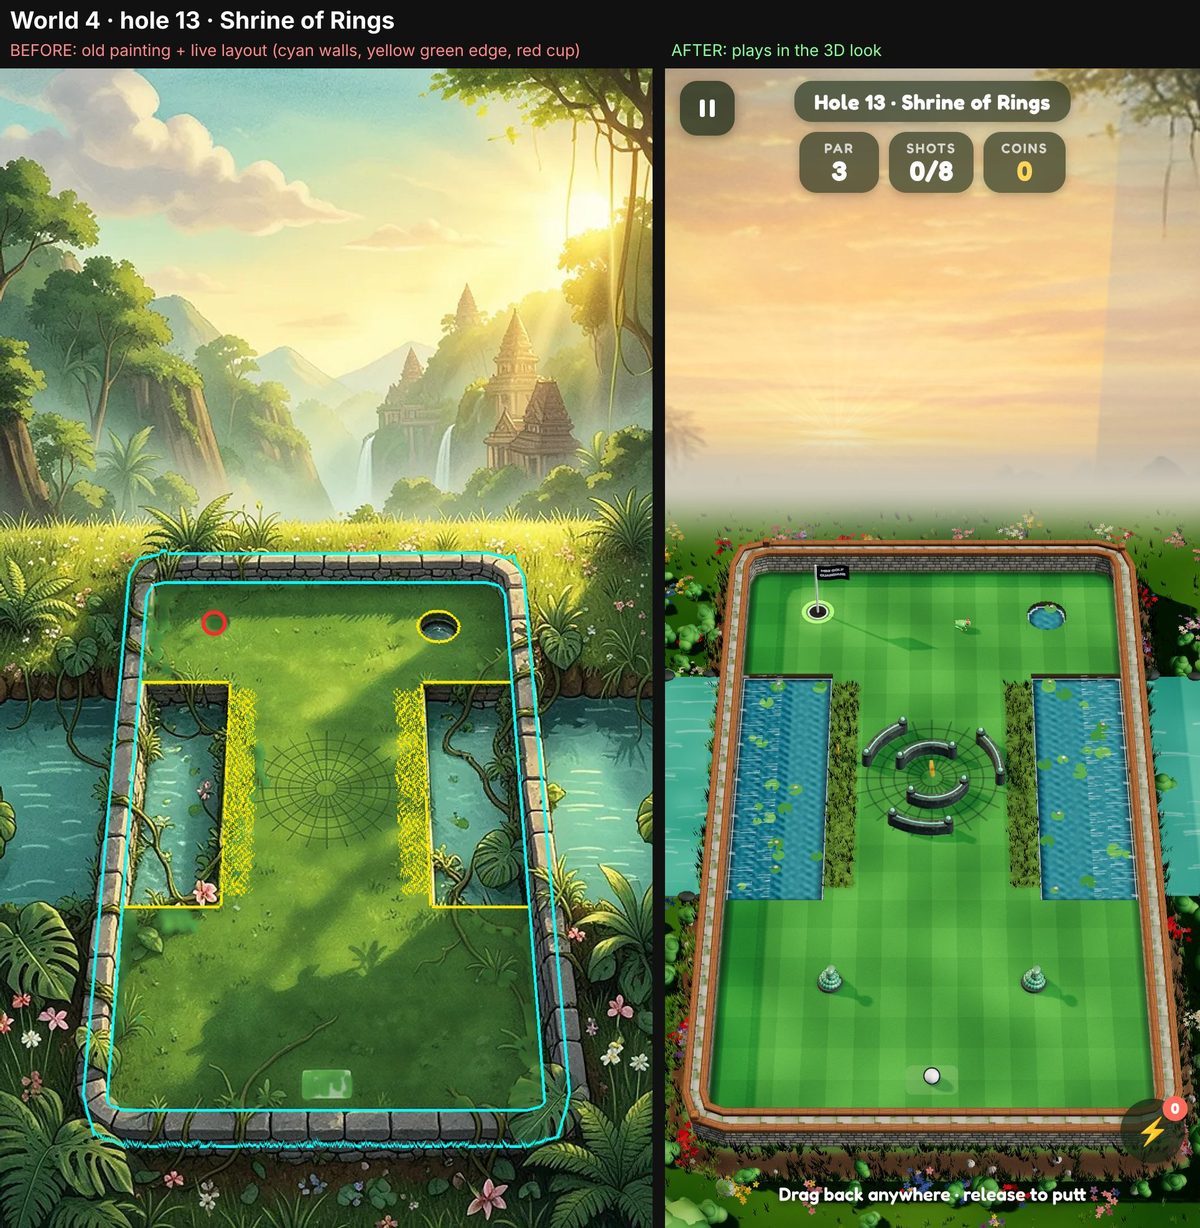 World 4 · hole 13 · Shrine of Rings
BEFORE: old painting + live layout (cyan walls, yellow green edge, red cup)
AFTER: plays in the 3D look
Hole 13 · Shrine of Rings
PAR
3
SHOTS
0/8
COINS
0
0
Drag back anywhere · release to putt